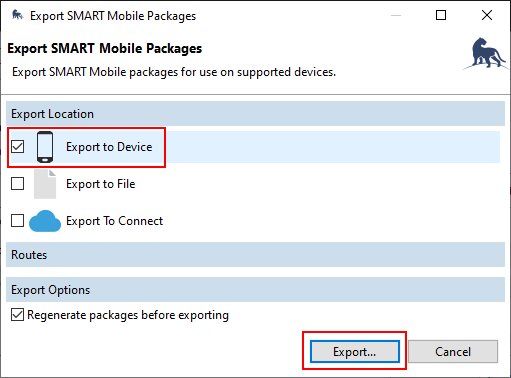 Export SMART Mobile Packages
Export SMART Mobile Packages
Export SMART Mobile packages for use on supported devices.
Export Location
Export to Device
Export to File
Export To Connect
Routes
Export Options
Regenerate packages before exporting
Export... Cancel